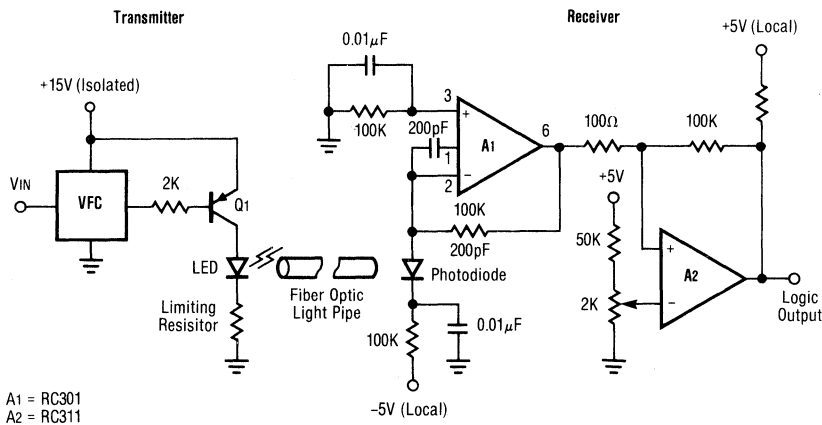 Transmitter
Receiver
+5V (Local)
0.01μF
+15V (Isolated)
3
+
100K
200pF
6
100Ω
100K
A1
1
−
2
VIN
VFC
2K
Q1
+5V
100K
200pF
50K
+
A2
−
LED
Photodiode
Fiber Optic
Light Pipe
Limiting
Resisitor
2K
Logic
Output
100K
0.01μF
−5V (Local)
A1 = RC301
A2 = RC311